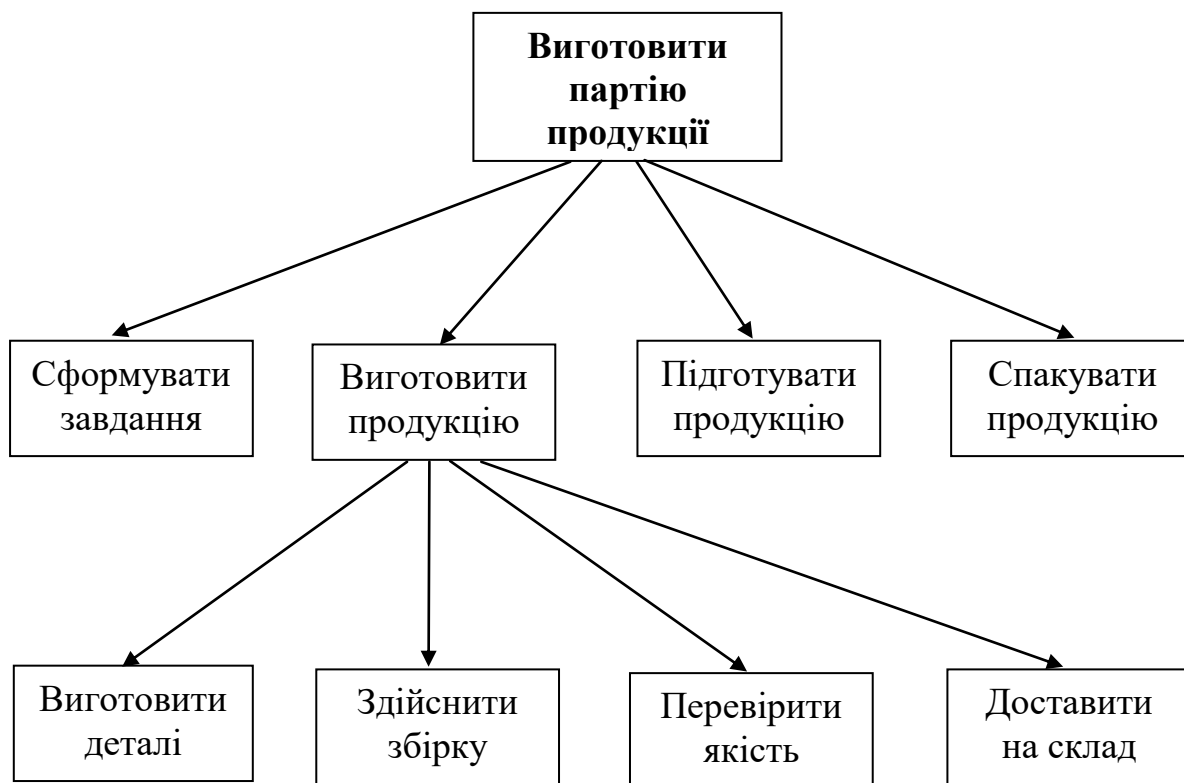 Виготовити
партію
продукції
Сформувати
завдання
Виготовити
продукцію
Підготувати
продукцію
Спакувати
продукцію
Виготовити
деталі
Здійснити
збірку
Перевірити
якість
Доставити
на склад